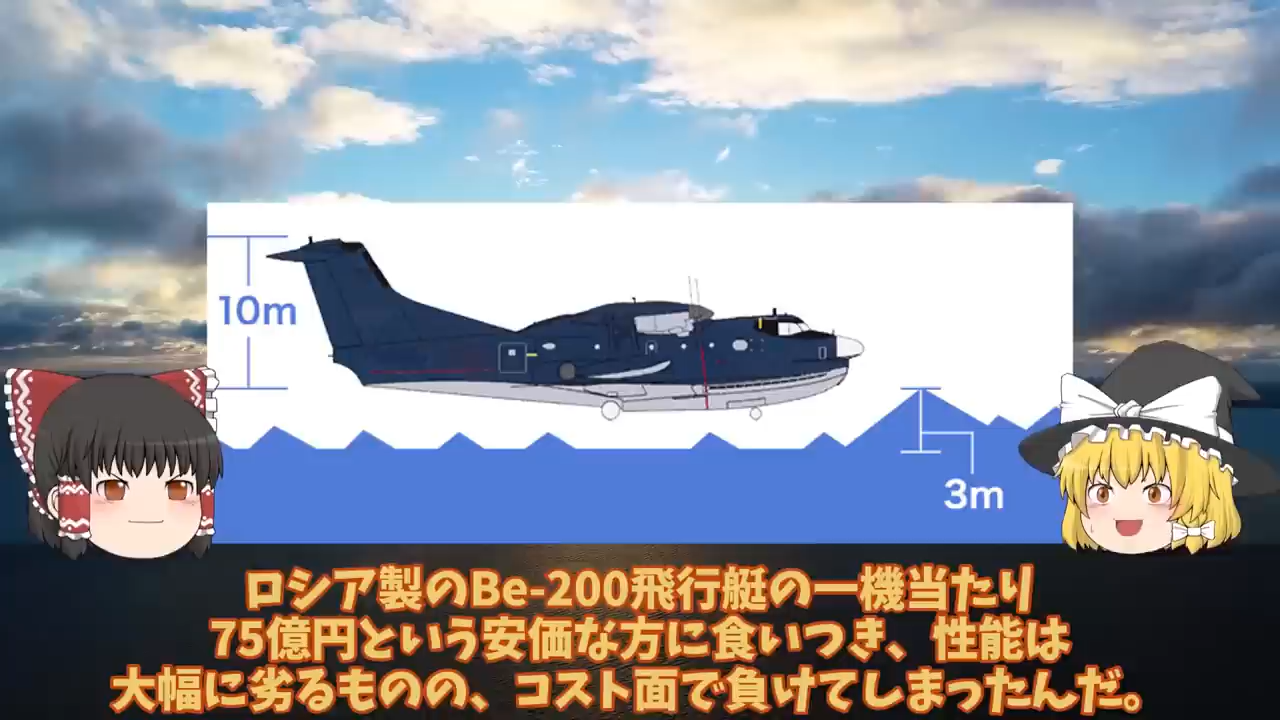 10m
3m
ロシア製のBe-200飛行艇の一機当たり
75億円という安価な方に食いつき、性能は
大幅に劣るものの、コスト面で負けてしまったんだ。